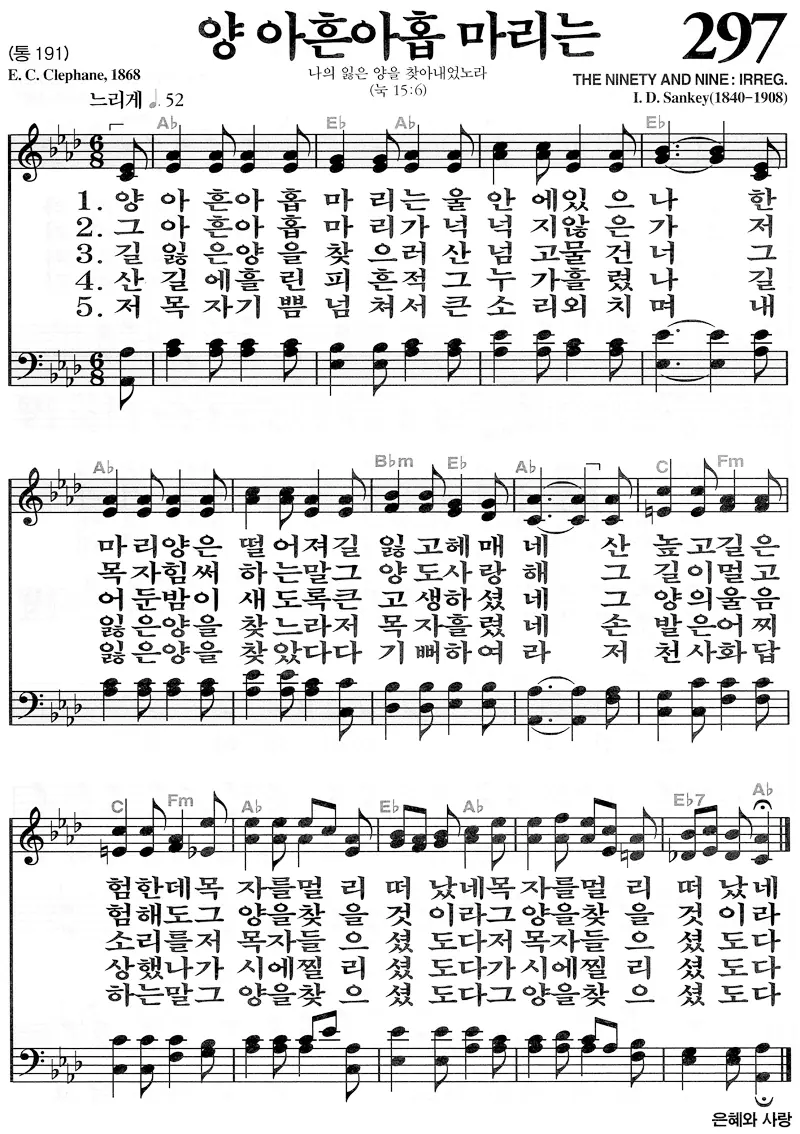 양 아흔아홉 마리는
297
(통 191)
E. C. Clephane, 1868
나의 잃은 양을 찾아내었노라
(눅 15:6)
THE NINETY AND NINE : IRREG.
I. D. Sankey(1840-1908)
느리게 ♩. 52
A♭ E♭ A♭ E♭
1. 양 아 흔아 홉 마 리는울 안 에있 으 나 한
2. 그 아 흔아 홉 마 리가넉 넉 지않 은 가 저
3. 길 잃 은양 을 찾 으러산 넘 고물 건 너 그
4. 산 길 에흘 린 피 흔적그 누 가흘 렸 나 길
5. 저 목 자기 쁨 넘 쳐서큰 소 리외 치 며 내
A♭ B♭m E♭ A♭ C Fm
마 리양은 떨 어져길 잃 고헤 매 네 산 높 고길 은
목 자힘써 하 는말그 양 도사 랑 해 그 길 이멀 고
어 둔밤이 새 도록큰 고 생하 셨 네 그 양 의울 음
잃 은양을 찾 느라저 목 자흘 렸 네 손 발 은어 찌
잃 은양을 찾 았다다 기 뻐하 여 라 저 천 사화 답
C Fm A♭ E♭ A♭ E♭7 A♭
험 한데목 자를멀 리 떠 났네목 자를멀 리 떠 났네
험 해도그 양을찾 을 것 이라그 양을찾 을 것 이라
소 리를저 목자들 으 셨 도다저 목자들 으 셨 도다
상 했나가 시에찔 리 셨 도다가 시에찔 리 셨 도다
하 는말그 양을찾 으 셨 도다그 양을찾 으 셨 도다
은혜와 사랑